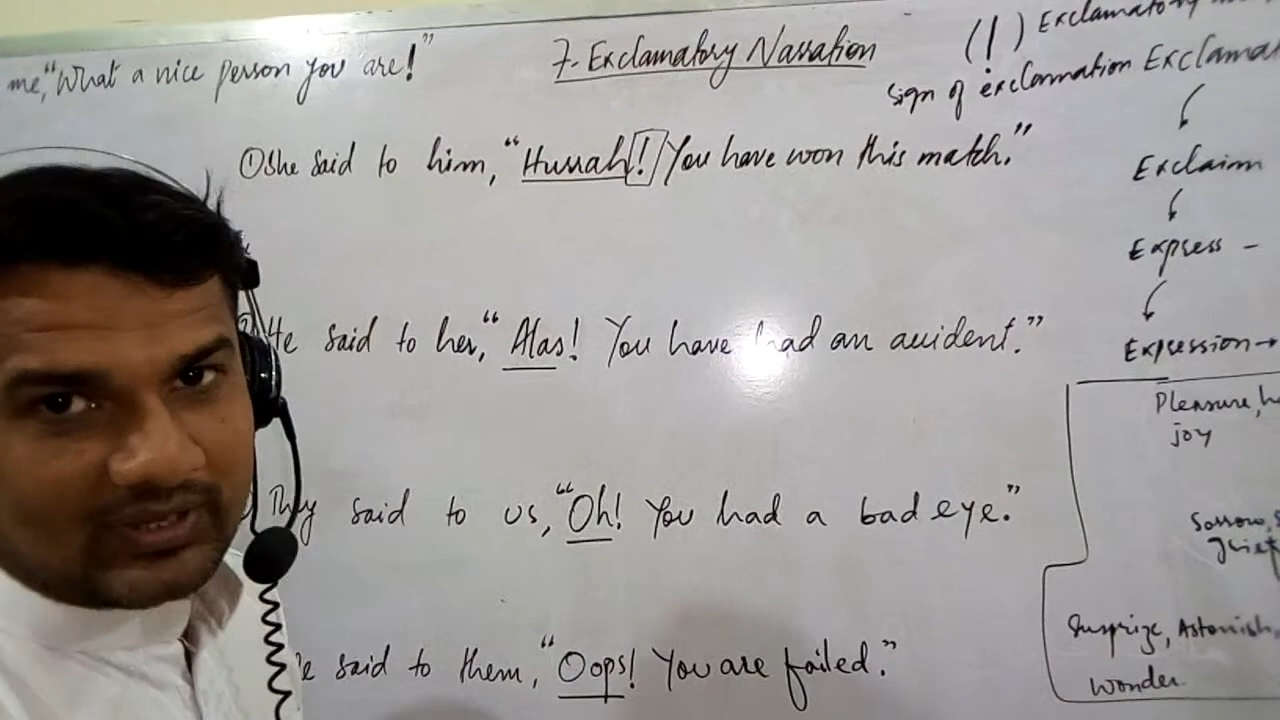 me, "What a nice person you are!"
7. Exclamatory Narration
(!) Exclamatory
Sign of exclamation
① She said to him, "Hurrah! You have won this match."
Exclaim
Express -
He said to her, "Alas! You have had an accident."
Expression →
Pleasure,
joy
They said to us, "Oh! You had a bad eye."
Sorrow,
grief
Surprize, Astonish,
wonder.
said to them, "Oops! You are failed."